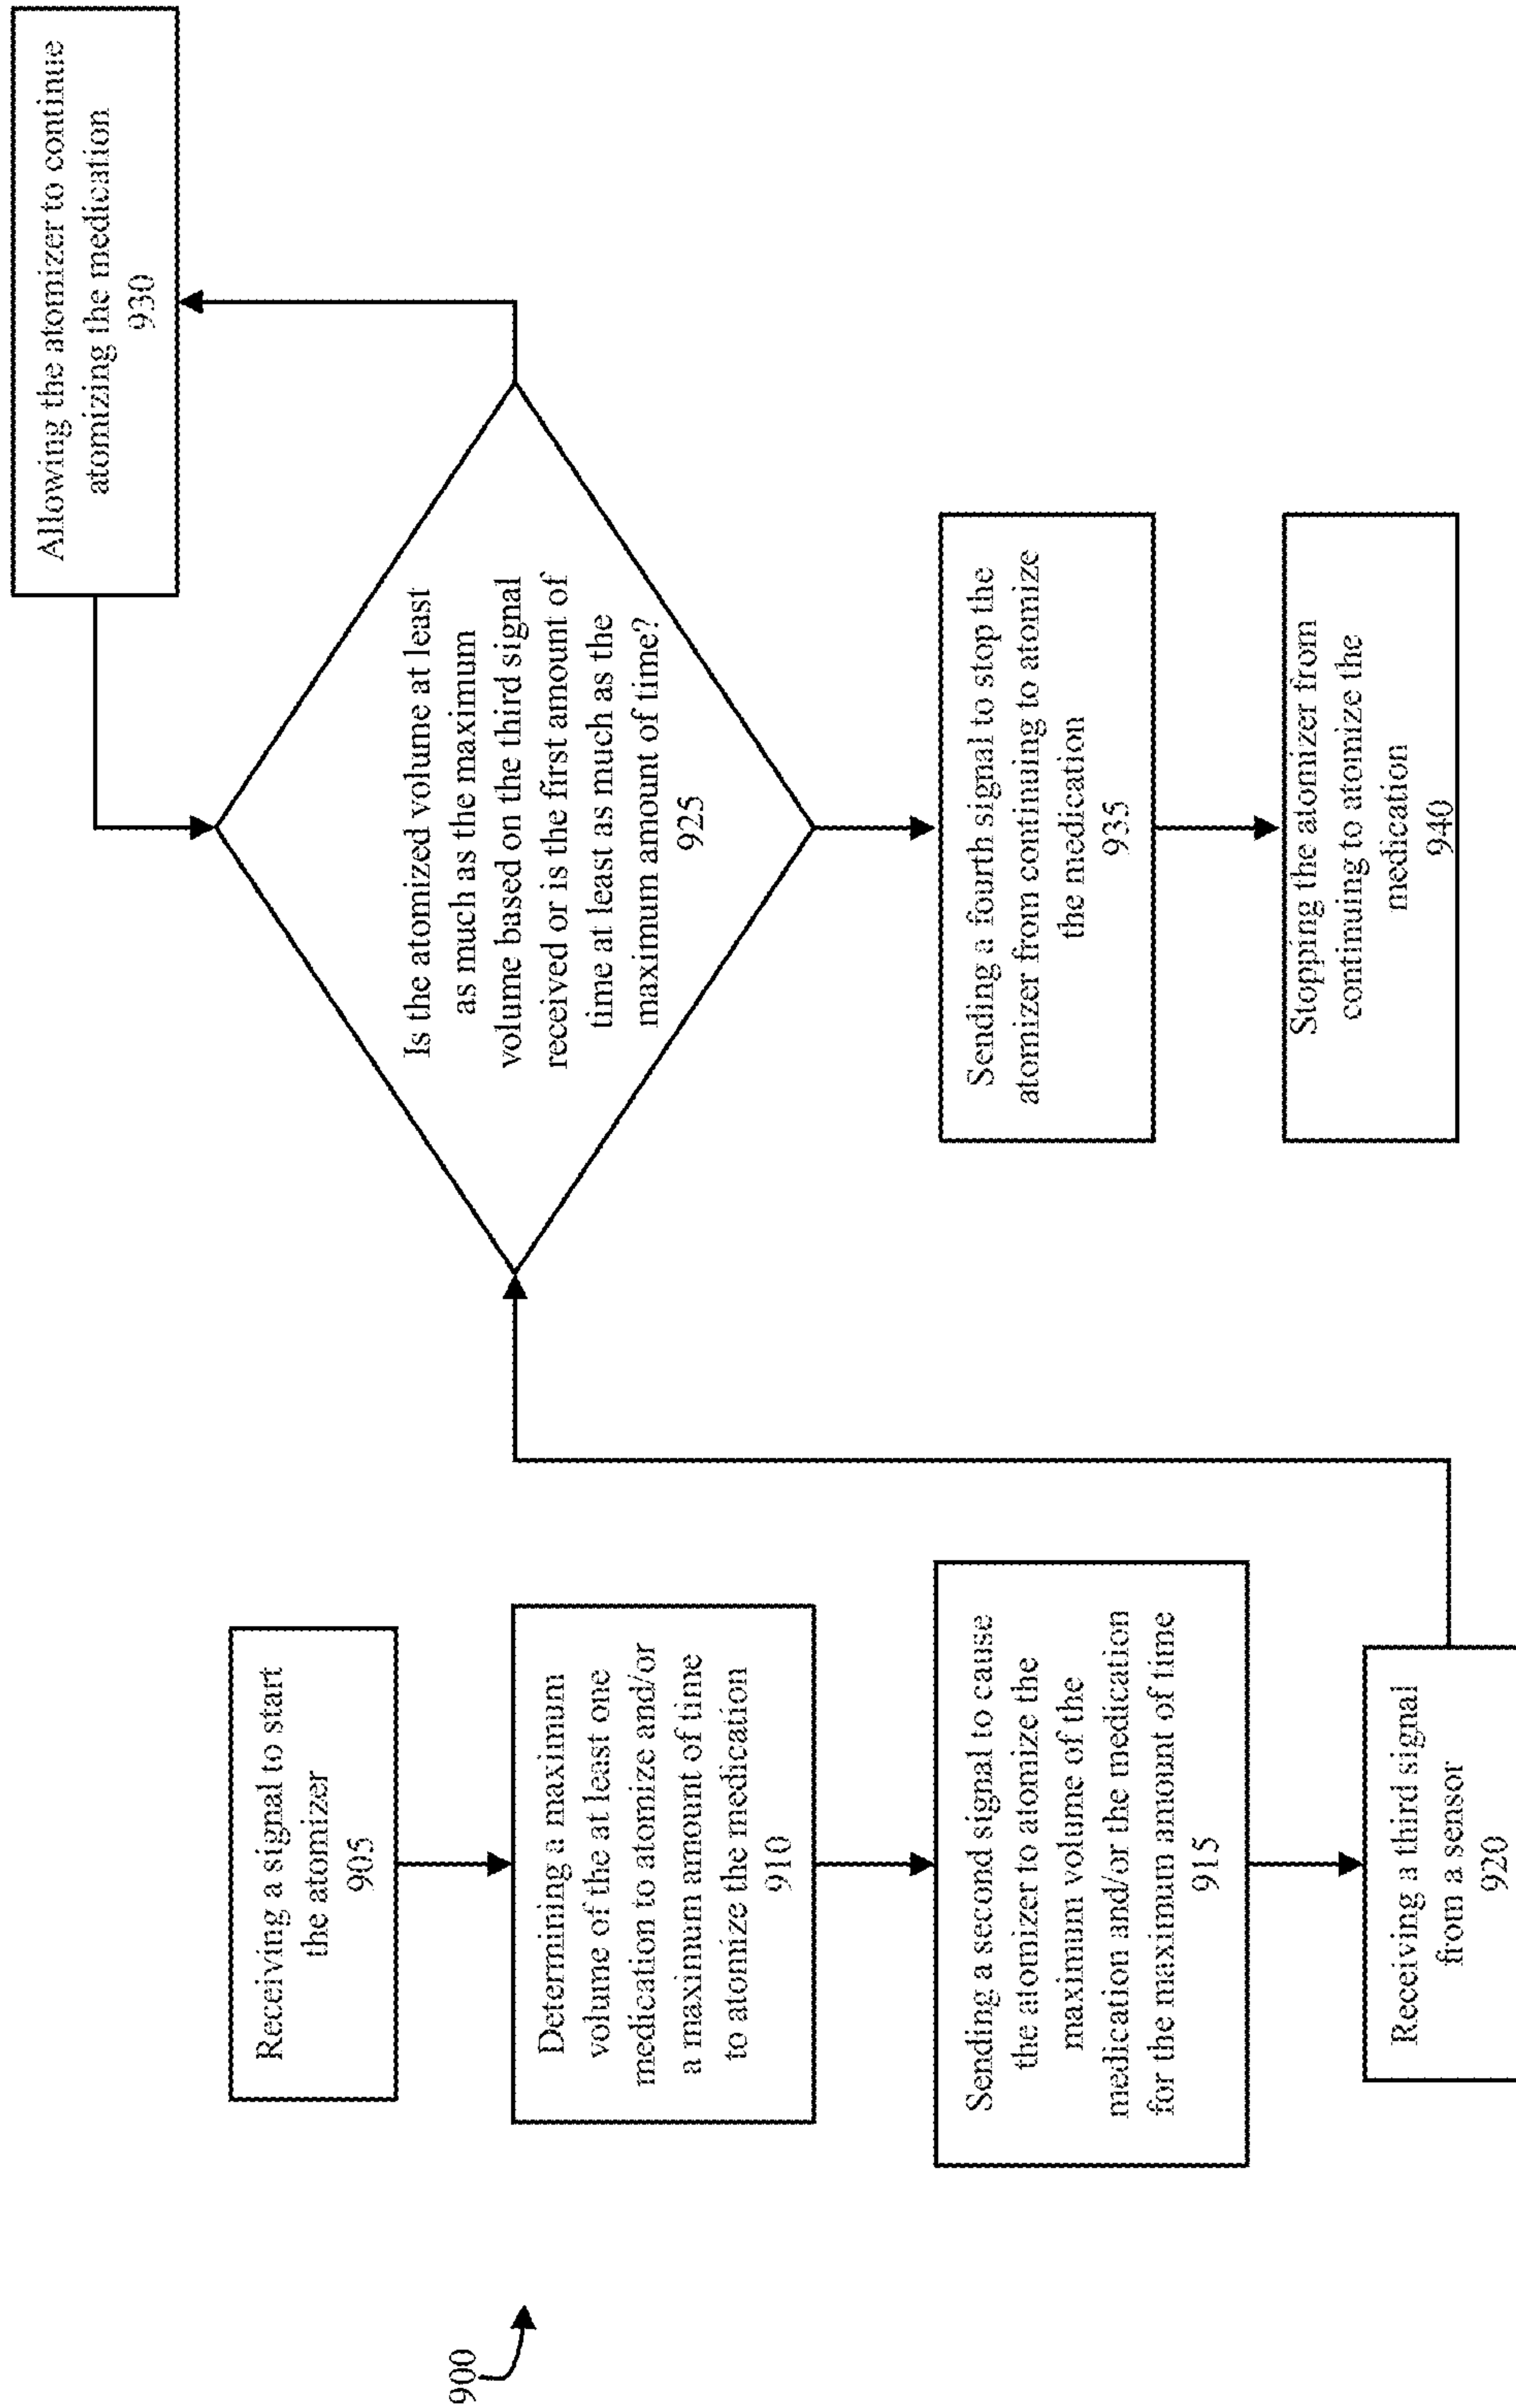 900
Receiving a signal to start
the atomizer
905
Determining a maximum
volume of the at least one
medication to atomize and/or
a maximum amount of time
to atomize the medication
910
Sending a second signal to cause
the atomizer to atomize the
maximum volume of the
medication and/or the medication
for the maximum amount of time
915
Receiving a third signal
from a sensor
920
Is the atomized volume at least
as much as the maximum
volume based on the third signal
received or is the first amount of
time at least as much as the
maximum amount of time?
925
Allowing the atomizer to continue
atomizing the medication
930
Sending a fourth signal to stop the
atomizer from continuing to atomize
the medication
935
Stopping the atomizer from
continuing to atomize the
medication
940